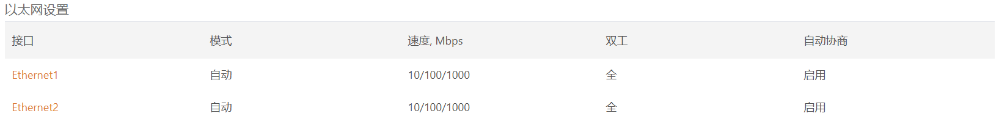 以太网设置
接口 模式 速度, Mbps 双工 自动协商
Ethernet1 自动 10/100/1000 全 启用
Ethernet2 自动 10/100/1000 全 启用